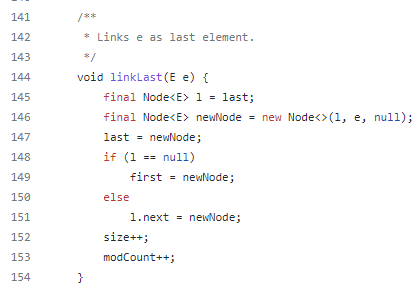 141 /**
142 * Links e as last element.
143 */
144 void linkLast(E e) {
145 final Node<E> l = last;
146 final Node<E> newNode = new Node<>(l, e, null);
147 last = newNode;
148 if (l == null)
149 first = newNode;
150 else
151 l.next = newNode;
152 size++;
153 modCount++;
154 }